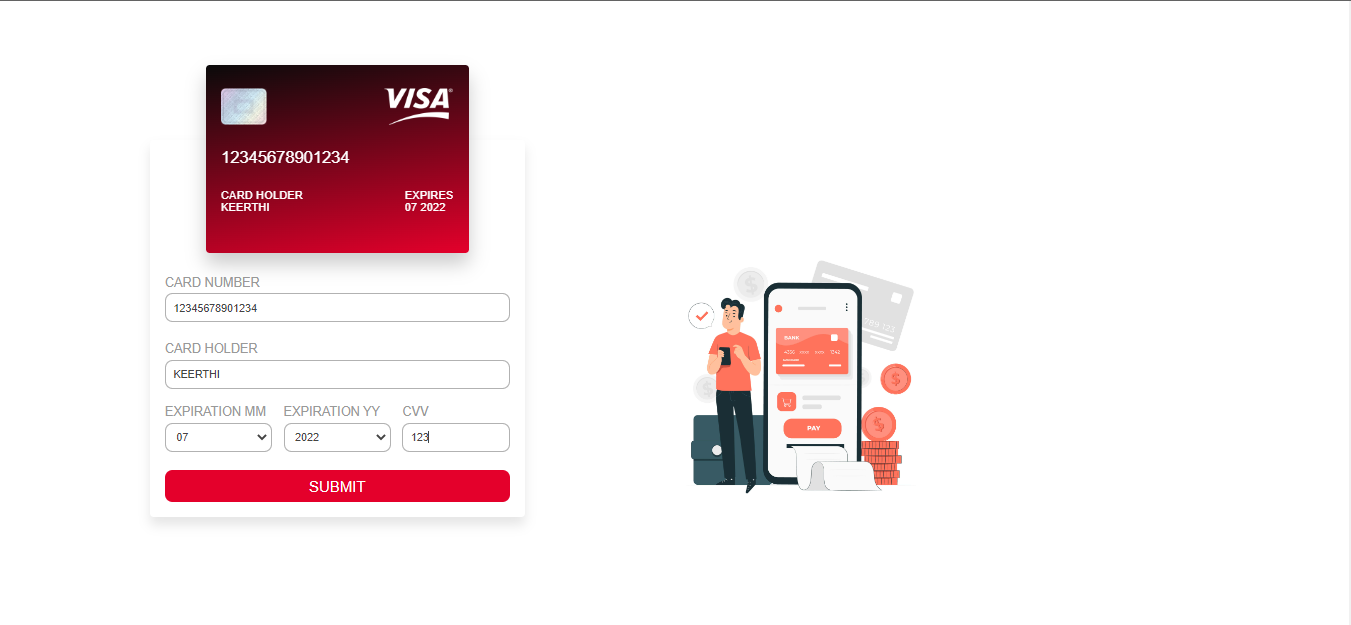 VISA
12345678901234
CARD HOLDER
KEERTHI
EXPIRES
07 2022
CARD NUMBER
12345678901234
CARD HOLDER
KEERTHI
EXPIRATION MM
EXPIRATION YY
CVV
07
2022
123
SUBMIT
BANK
PAY